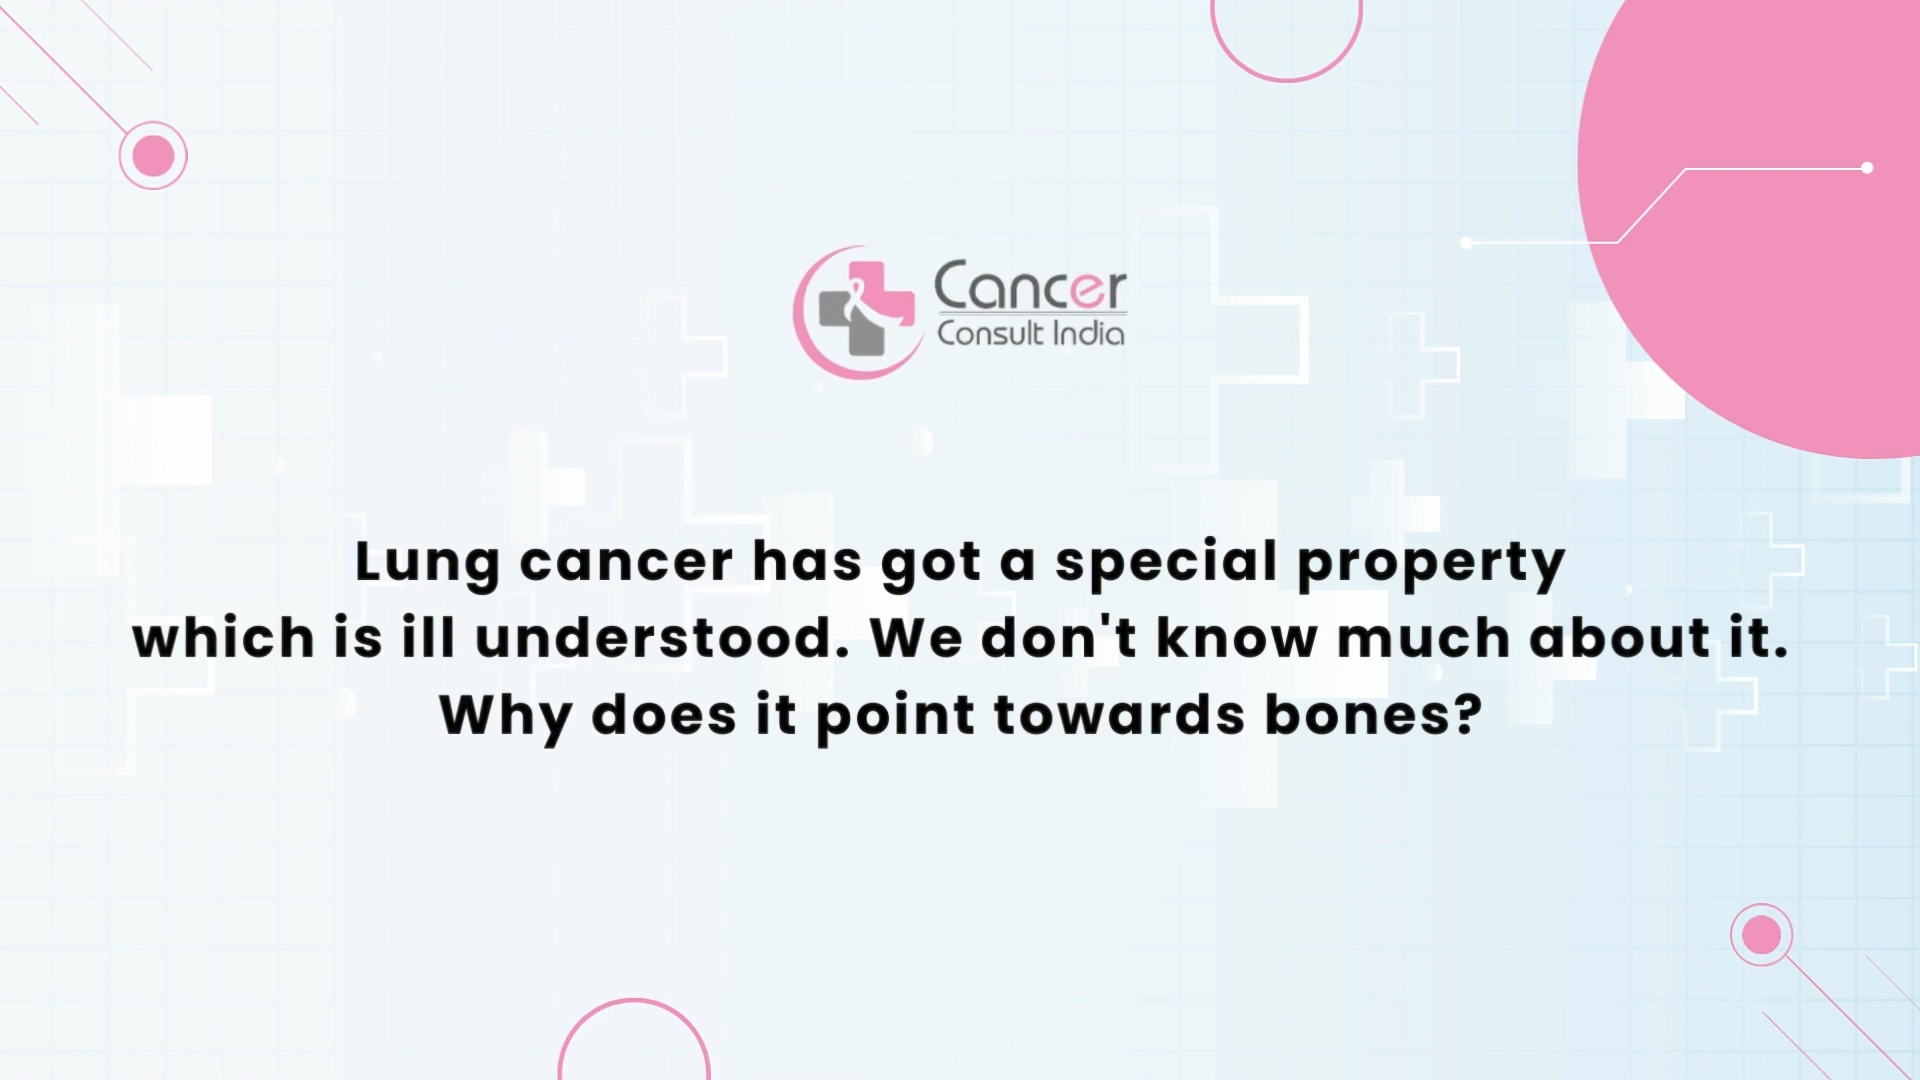 Cancer
Consult India
Lung cancer has got a special property
which is ill understood. We don't know much about it.
Why does it point towards bones?